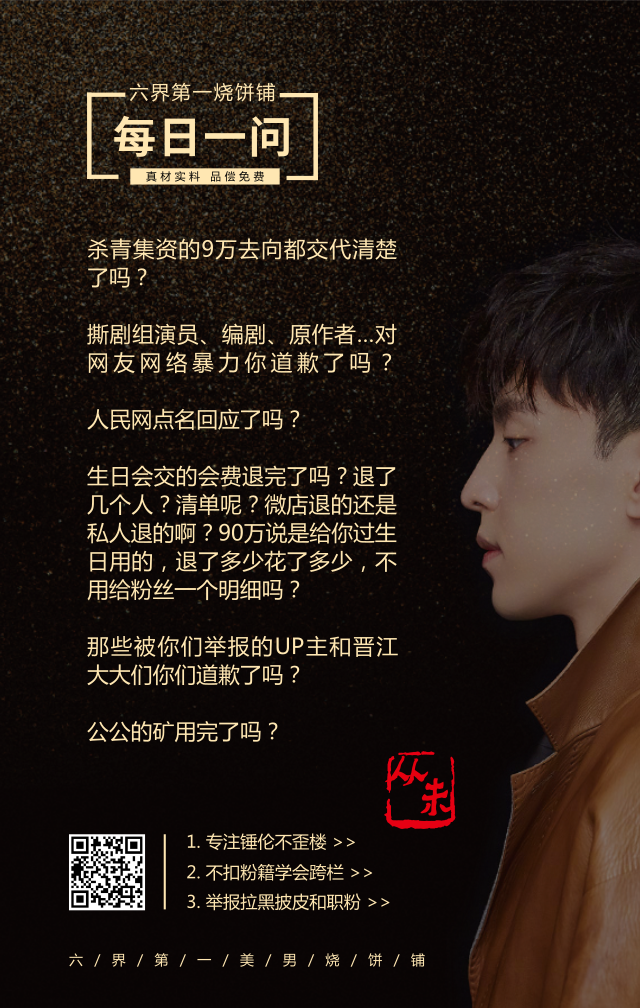 六界第一烧饼铺
每日一问
真材实料 品偿免费
杀青集资的9万去向都交代清楚
了吗？
撕剧组演员、编剧、原作者...对
网友网络暴力你道歉了吗？
人民网点名回应了吗？
生日会交的会费退完了吗？退了
几个人？清单呢？微店退的还是
私人退的啊？90万说是给你过生
日用的，退了多少花了多少，不
用给粉丝一个明细吗？
那些被你们举报的UP主和晋江
大大们你们道歉了吗？
公公的矿用完了吗？
从未
1. 专注锤伦不歪楼 >>
2. 不扣粉籍学会跨栏 >>
3. 举报拉黑披皮和职粉 >>
六 / 界 / 第 / 一 / 美 / 男 / 烧 / 饼 / 铺